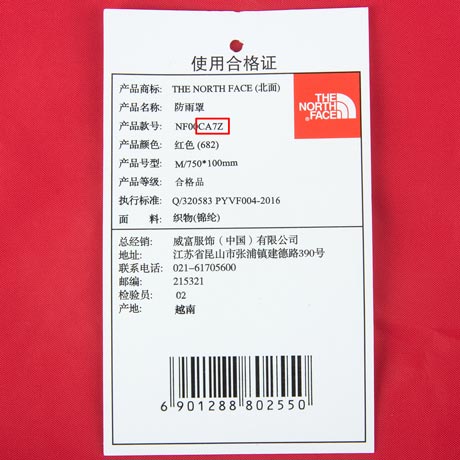 使用合格证
产品商标: THE NORTH FACE (北面)
产品名称: 防雨罩
产品款号: NF00CA7Z
产品颜色: 红色 (682)
产品号型: M/750*100mm
产品等级: 合格品
执行标准: Q/320583 PYVF004-2016
面 料: 织物(锦纶)
THE
NORTH
FACE
总经销: 威富服饰（中国）有限公司
地址: 江苏省昆山市张浦镇建德路390号
联系电话: 021-61705600
邮编: 215321
检验员: 02
产地: 越南
6 901288 802550